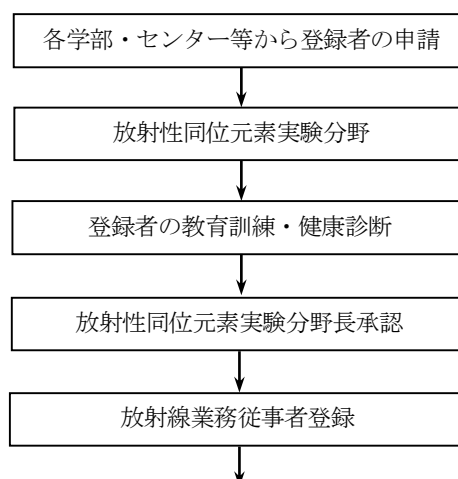 各学部・センター等から登録者の申請
放射性同位元素実験分野
登録者の教育訓練・健康診断
放射性同位元素実験分野長承認
放射線業務従事者登録